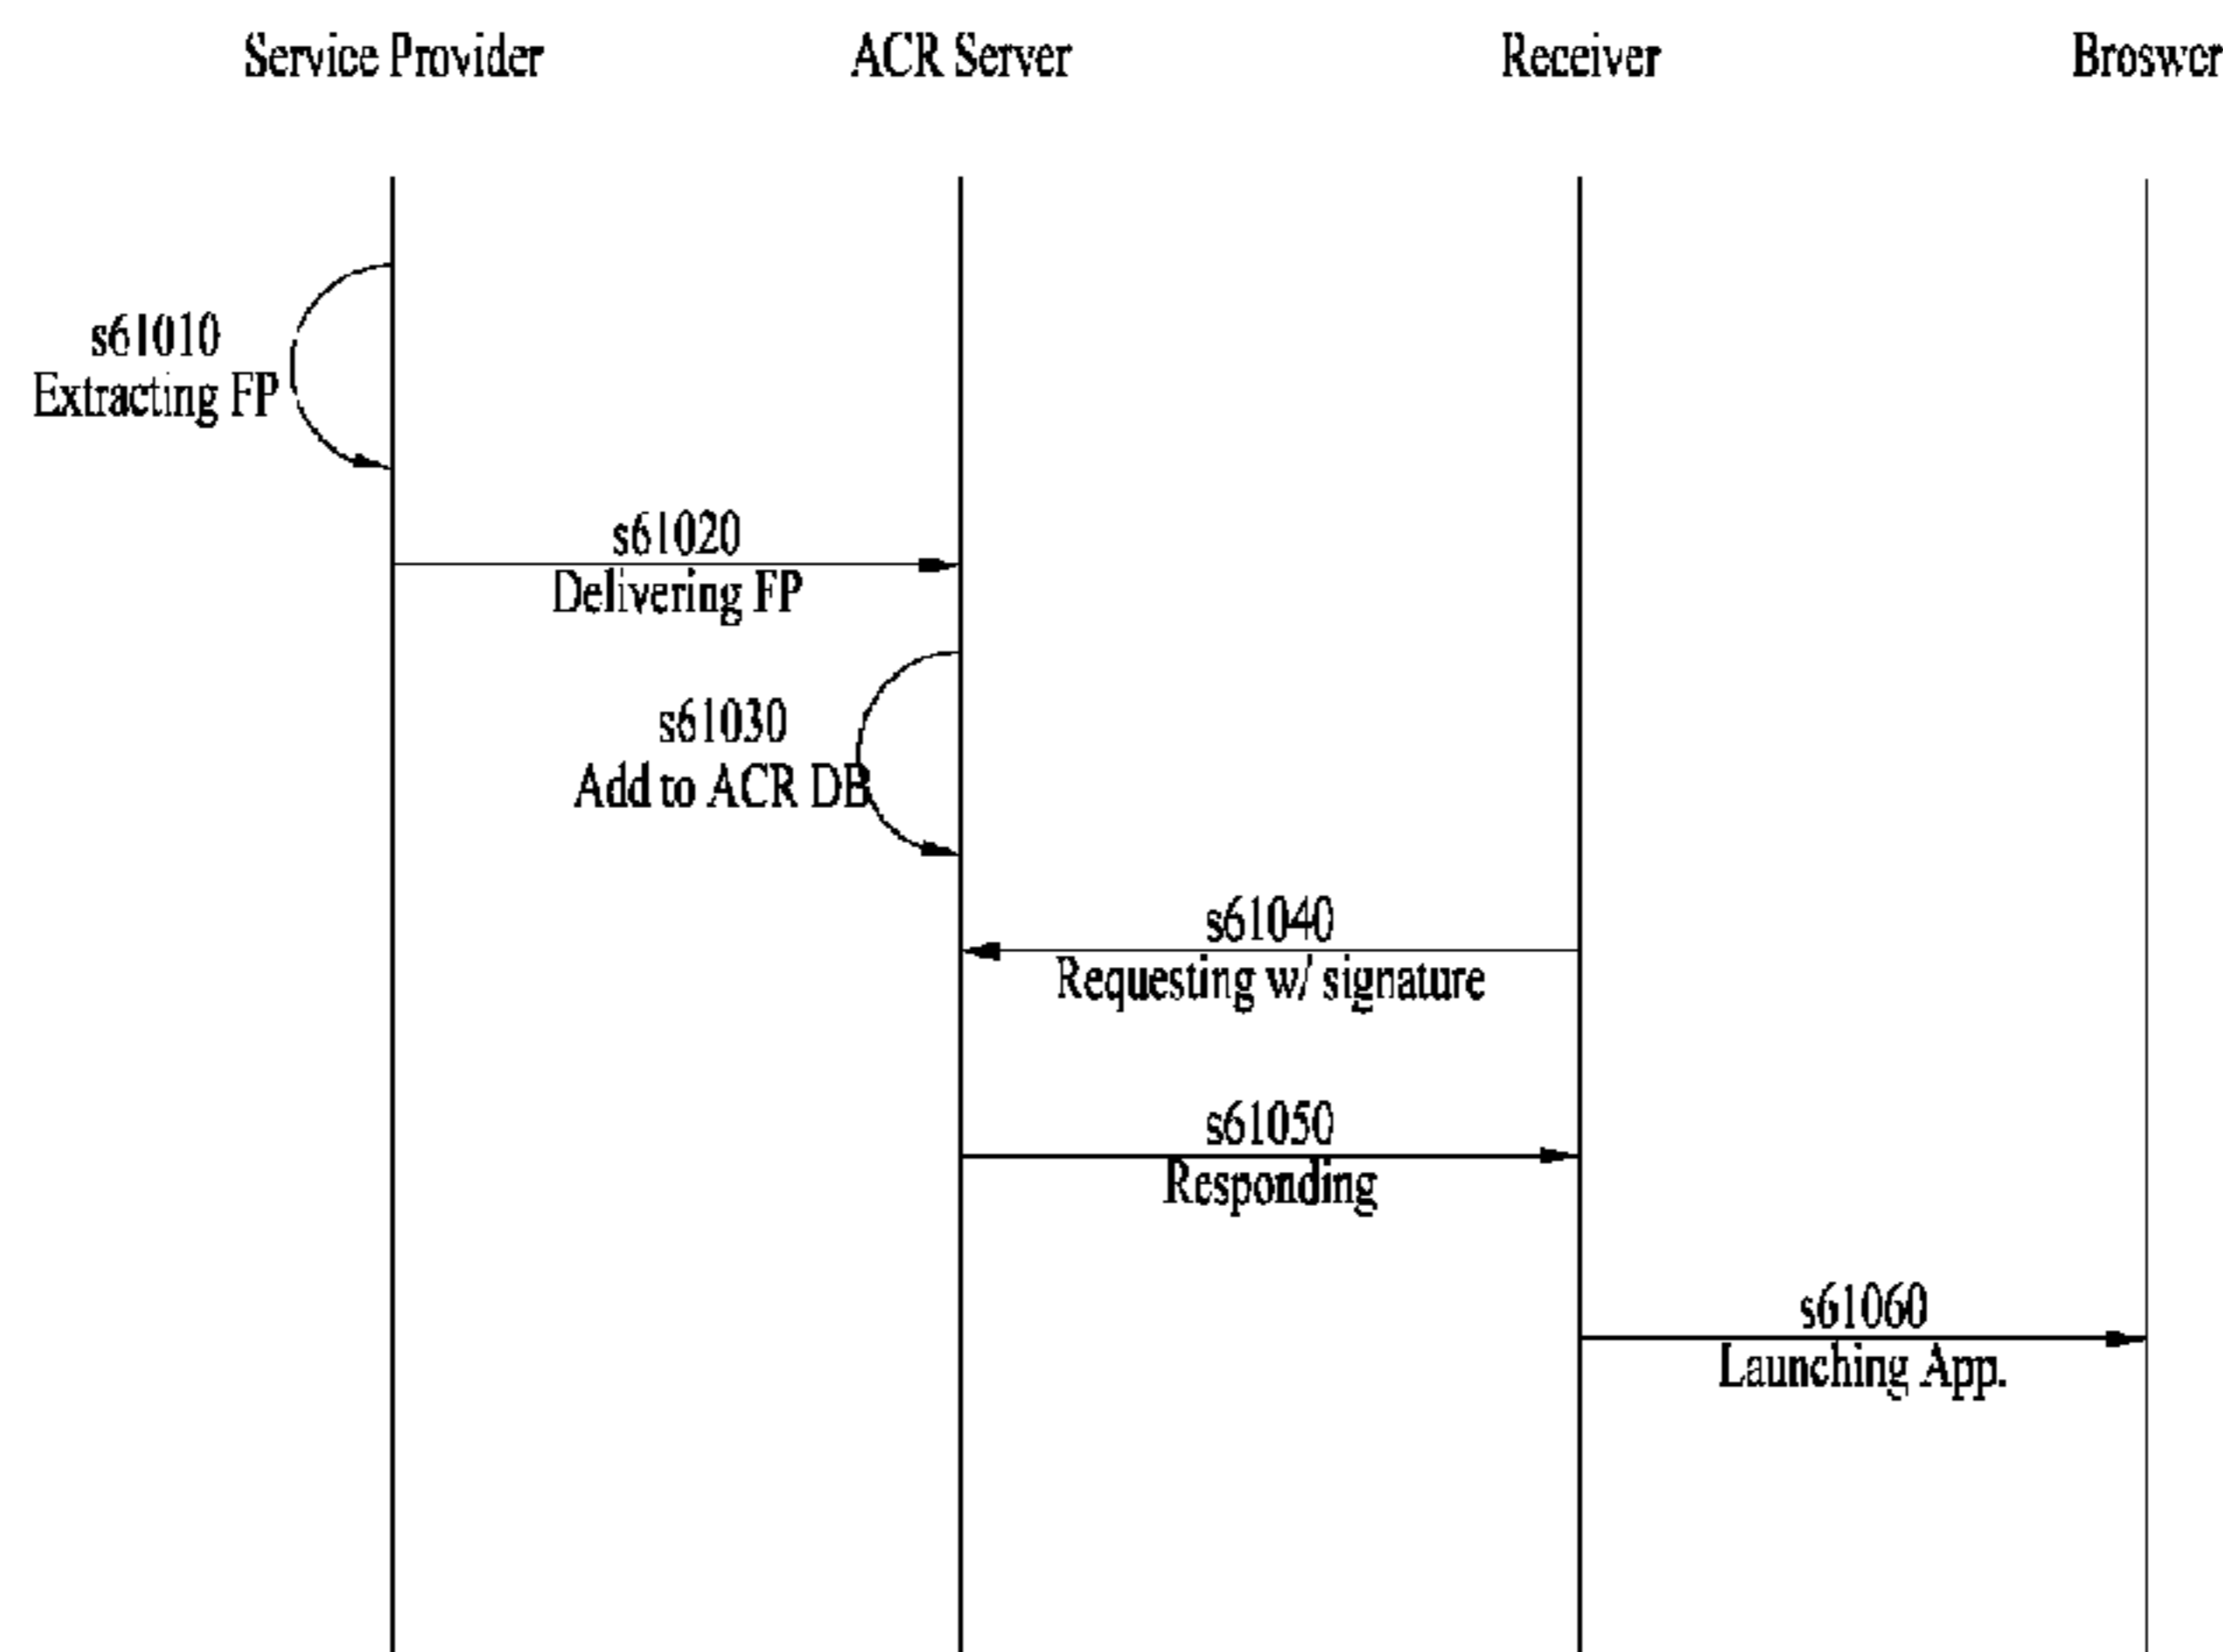 Service Provider
ACR Server
Receiver
Broswer
s61010
Extracting FP
s61020
Delivering FP
s61030
Add to ACR DB
s61040
Requesting w/ signature
s61050
Responding
s61060
Launching App.